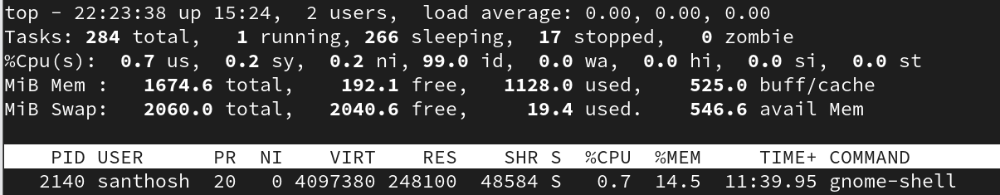 top - 22:23:38 up 15:24,  2 users,  load average: 0.00, 0.00, 0.00
Tasks: 284 total,   1 running, 266 sleeping,  17 stopped,   0 zombie
%Cpu(s):  0.7 us,  0.2 sy,  0.2 ni, 99.0 id,  0.0 wa,  0.0 hi,  0.0 si,  0.0 st
MiB Mem :   1674.6 total,    192.1 free,   1128.0 used,    525.0 buff/cache
MiB Swap:   2060.0 total,   2040.6 free,     19.4 used.    546.6 avail Mem
    PID USER      PR  NI    VIRT    RES    SHR S  %CPU  %MEM     TIME+ COMMAND
   2140 santhosh  20   0 4097380 248100  48584 S   0.7  14.5  11:39.95 gnome-shell